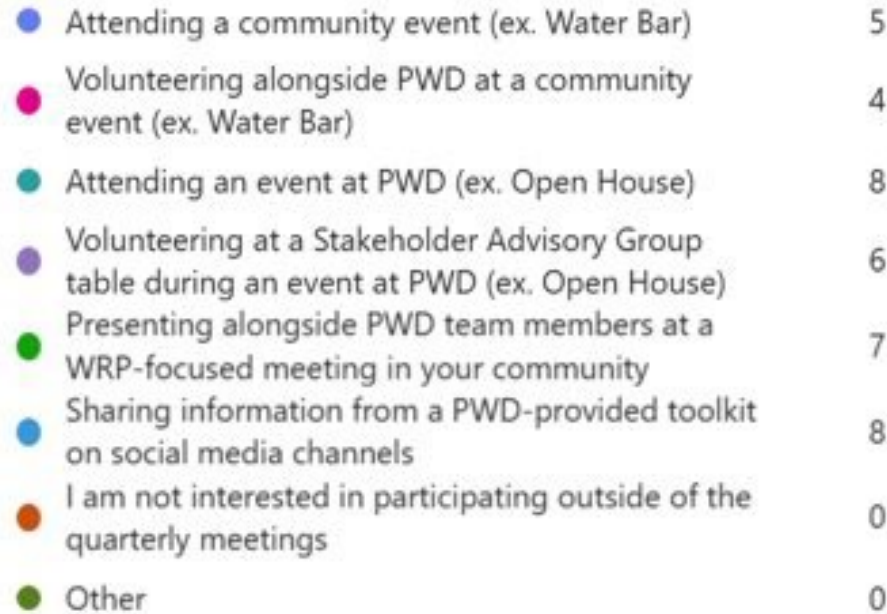 Attending a community event (ex. Water Bar) 5
Volunteering alongside PWD at a community
event (ex. Water Bar) 4
Attending an event at PWD (ex. Open House) 8
Volunteering at a Stakeholder Advisory Group
table during an event at PWD (ex. Open House) 6
Presenting alongside PWD team members at a
WRP-focused meeting in your community 7
Sharing information from a PWD-provided toolkit
on social media channels 8
I am not interested in participating outside of the
quarterly meetings 0
Other 0